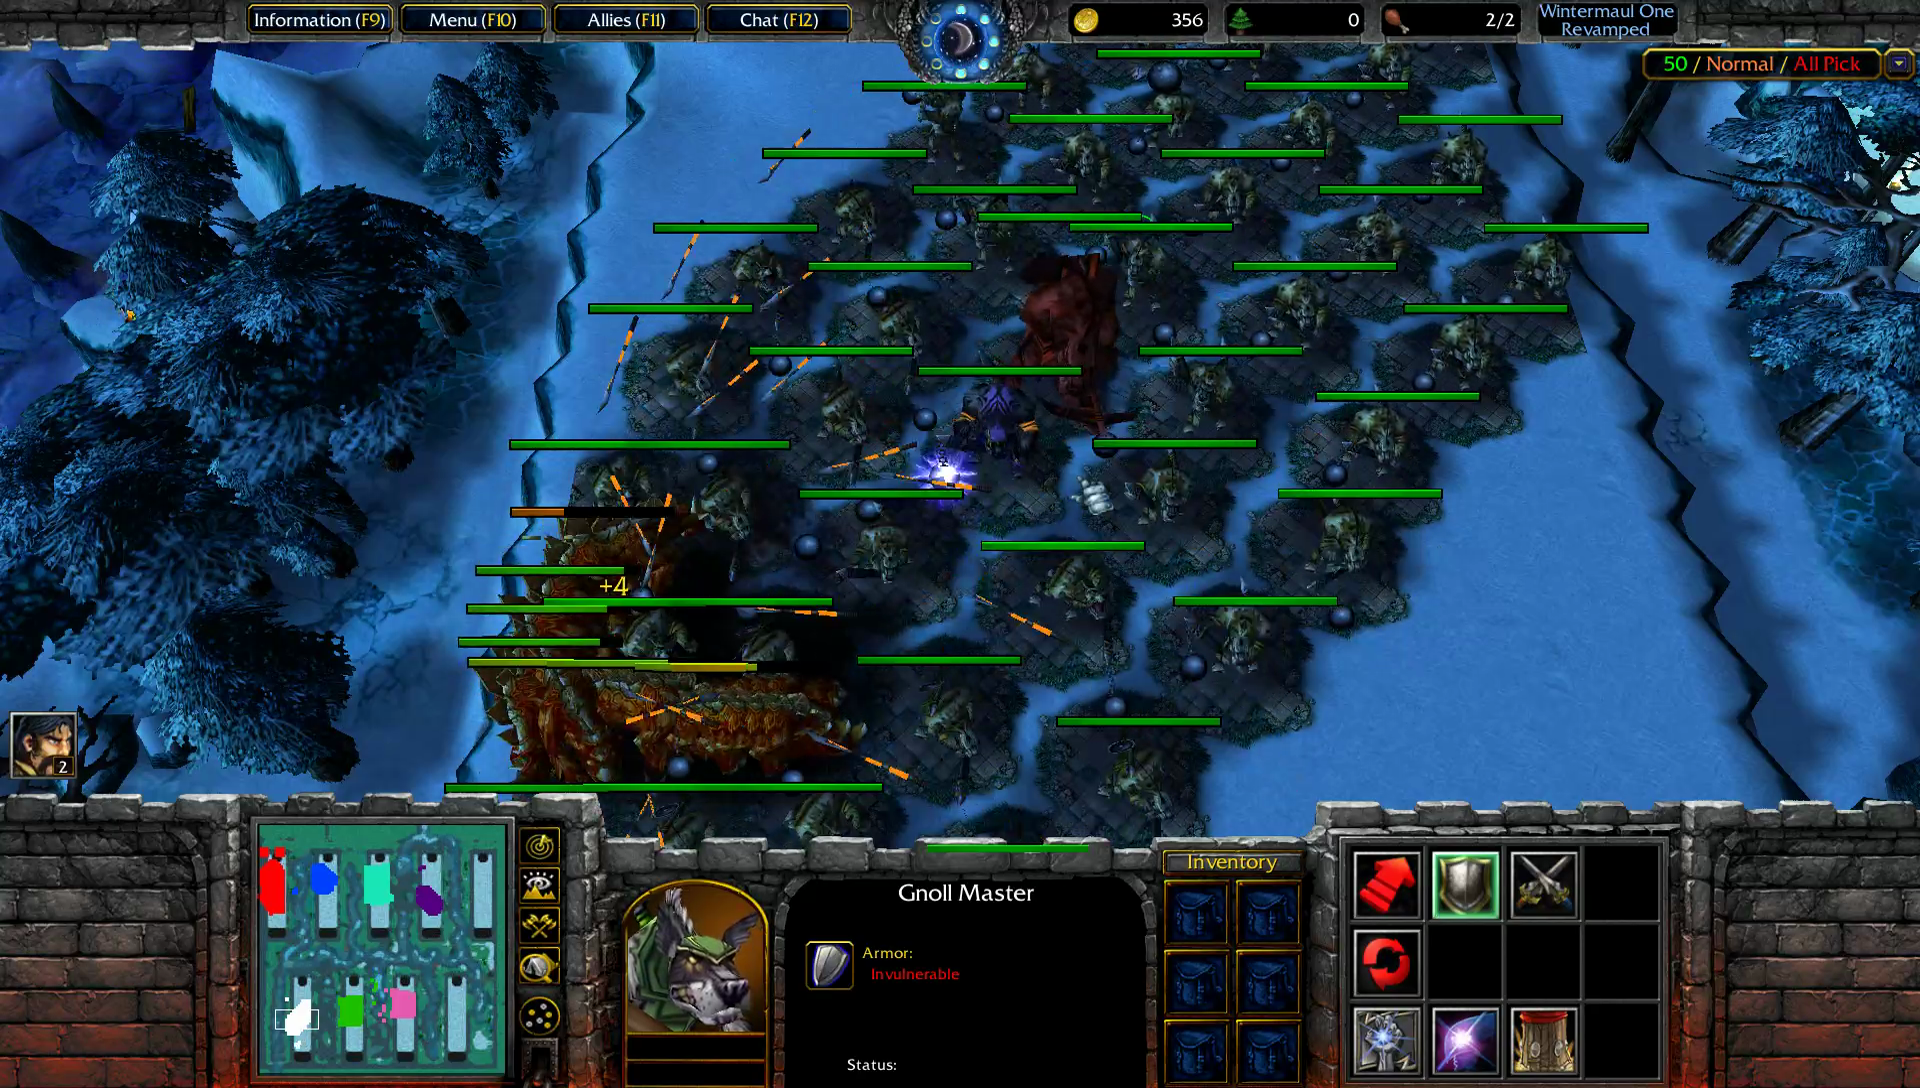 Information (F9)
Menu (F10)
Allies (F11)
Chat (F12)
356
0
2/2
Wintermaul One
Revamped
50 / Normal / All Pick
+4
2
Gnoll Master
Armor:
Invulnerable
Status:
Inventory